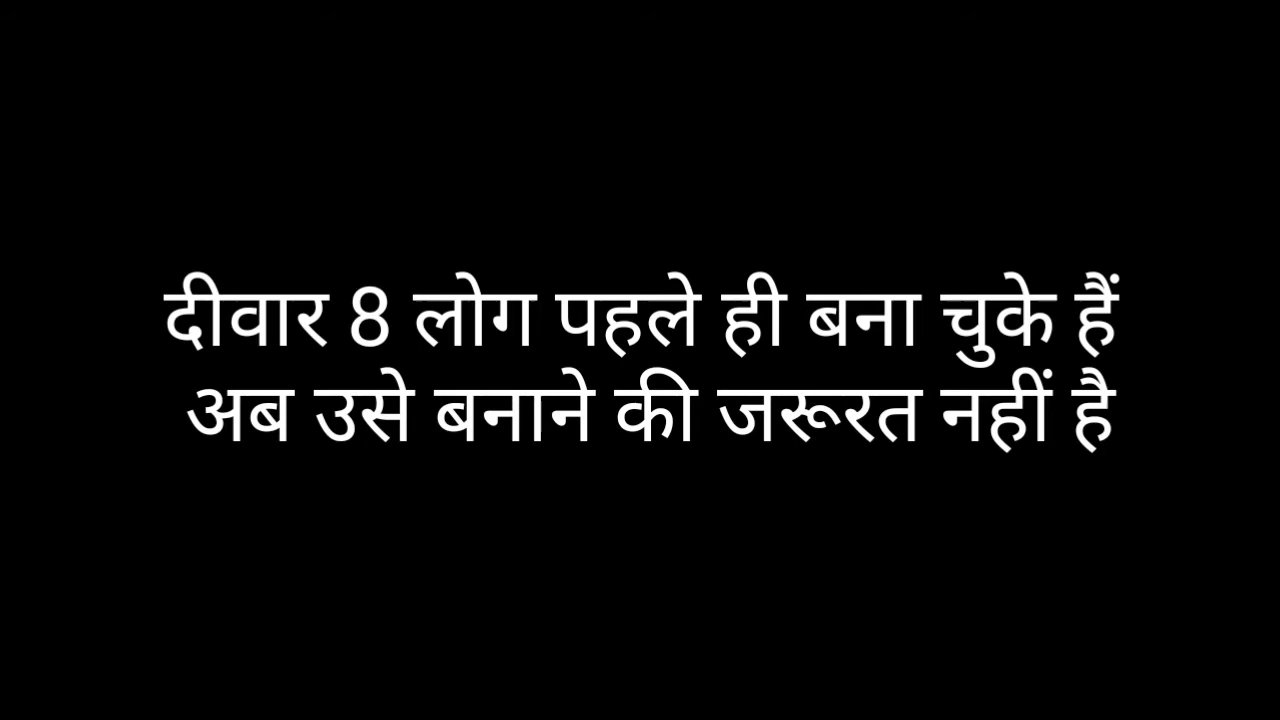 दीवार 8 लोग पहले ही बना चुके हैं
अब उसे बनाने की जरूरत नहीं है